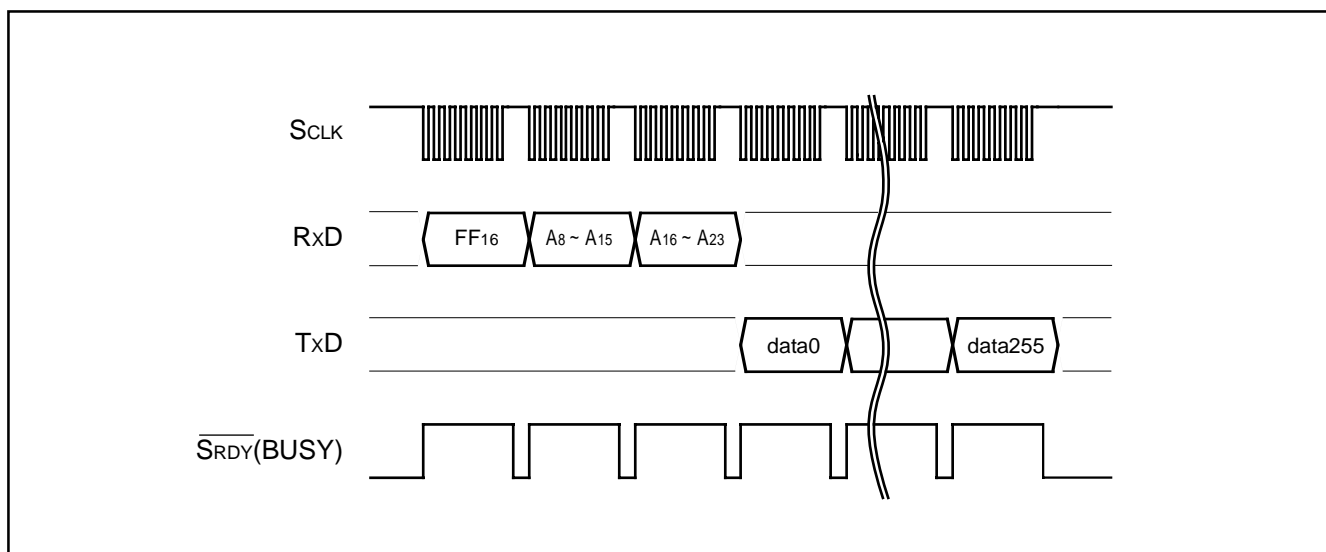 SCLK
RxD
FF16
A8 ~ A15
A16 ~ A23
TxD
data0
data255
SRDY(BUSY)